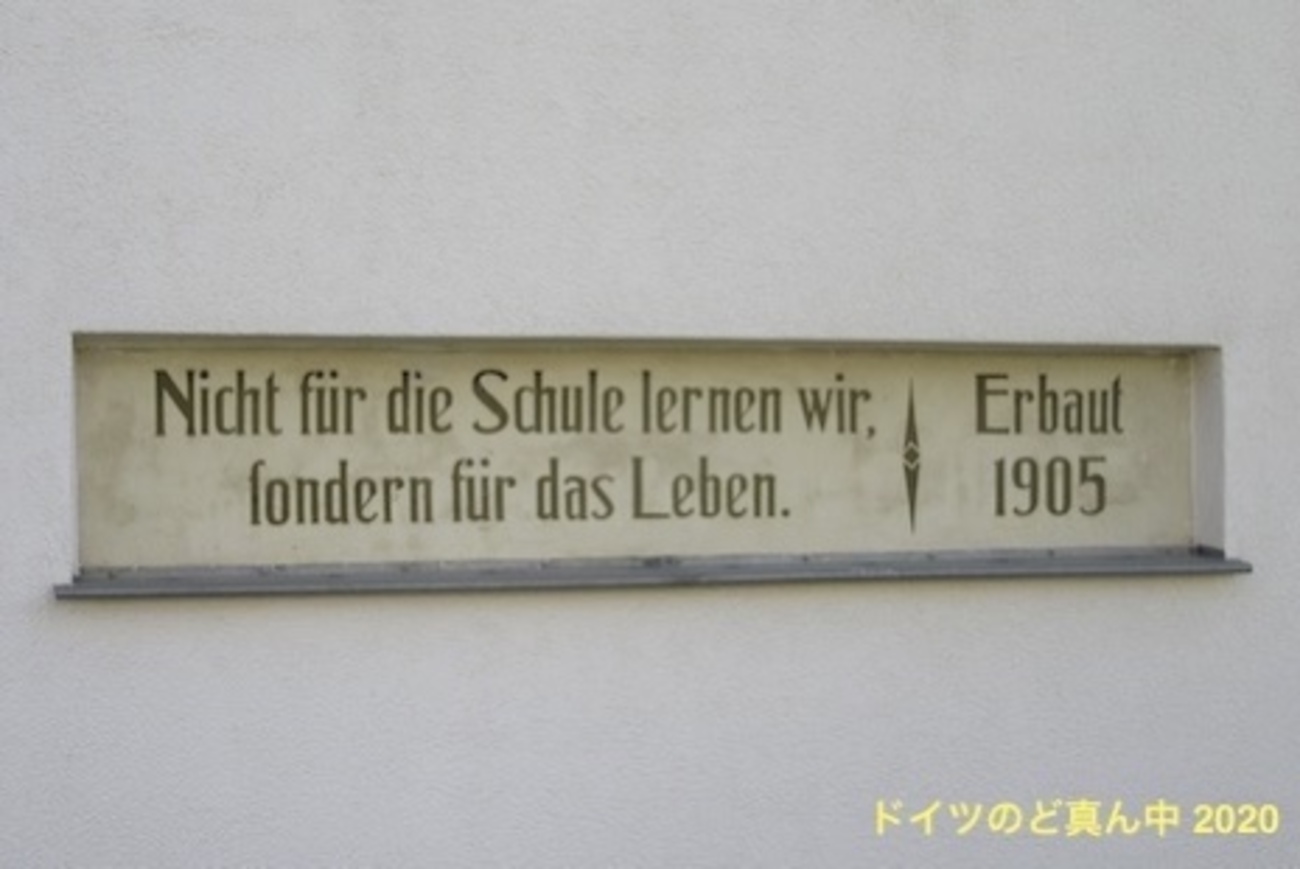 Nicht für die Schule lernen wir,
ſondern für das Leben.
Erbaut
1905
ドイツのど真ん中 2020